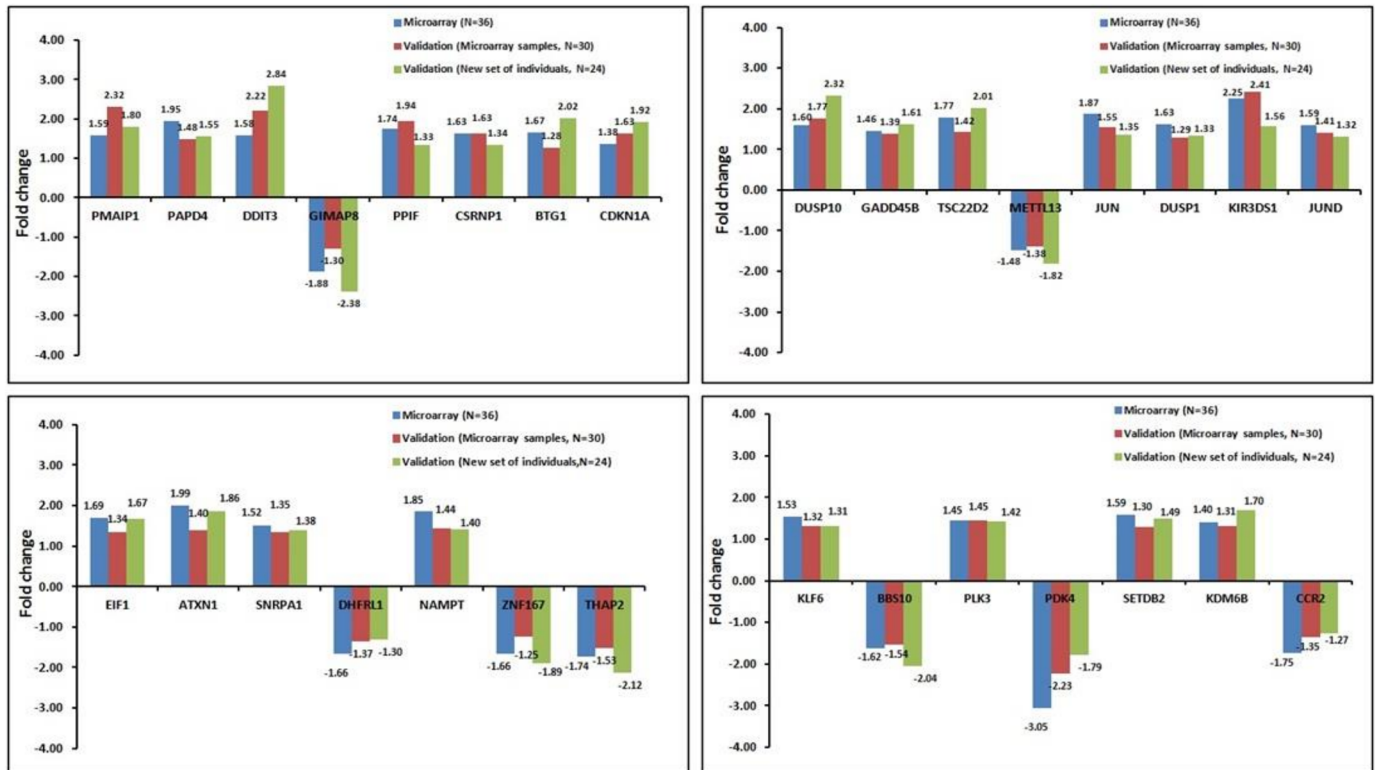 Microarray (N=36)
Validation (Microarray samples, N=30)
Validation (New set of individuals, N=24)
Fold change
4.00
3.00
2.00
1.00
0.00
-1.00
-2.00
-3.00
-4.00
1.59 2.32 1.80
1.95 1.48 1.55
1.58 2.22 2.84
-1.88 -1.30 -2.38
1.74 1.94 1.33
1.63 1.63 1.34
1.67 1.28 2.02
1.38 1.63 1.92
PMAIP1 PAPD4 DDIT3 GIMAP8 PPIF CSRNP1 BTG1 CDKN1A
Microarray (N=36)
Validation (Microarray samples, N=30)
Validation (New set of individuals, N=24)
Fold change
4.00
3.00
2.00
1.00
0.00
-1.00
-2.00
-3.00
-4.00
1.60 1.77 2.32
1.46 1.39 1.61
1.77 1.42 2.01
-1.48 -1.38 -1.82
1.87 1.55 1.35
1.63 1.29 1.33
2.25 2.41 1.56
1.59 1.41 1.32
DUSP10 GADD45B TSC22D2 METTL13 JUN DUSP1 KIR3DS1 JUND
Microarray (N=36)
Validation (Microarray samples, N=30)
Validation (New set of individuals,N=24)
Fold change
4.00
3.00
2.00
1.00
0.00
-1.00
-2.00
-3.00
-4.00
1.69 1.34 1.67
1.99 1.40 1.86
1.52 1.35 1.38
-1.66 -1.37 -1.30
1.85 1.44 1.40
-1.66 -1.25 -1.89
-1.74 -1.53 -2.12
EIF1 ATXN1 SNRPA1 DHFRL1 NAMPT ZNF167 THAP2
Microarray (N=36)
Validation (Microarray samples, N=30)
Validation (New set of individuals, N=24)
Fold change
4.00
3.00
2.00
1.00
0.00
-1.00
-2.00
-3.00
-4.00
1.53 1.32 1.31
-1.62 -1.54 -2.04
1.45 1.45 1.42
-3.05 -2.23 -1.79
1.59 1.30 1.49
1.40 1.31 1.70
-1.75 -1.35 -1.27
KLF6 BBS10 PLK3 PDK4 SETDB2 KDM6B CCR2